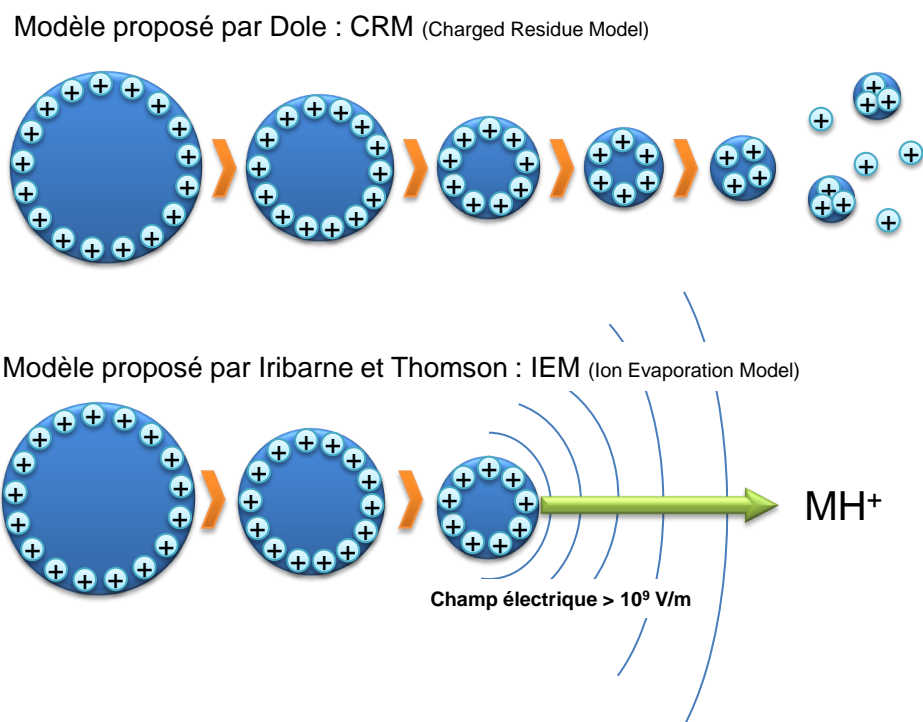 Modèle proposé par Dole : CRM (Charged Residue Model)
+ + + + + + + + + + + + + + + + +
+ + + + + + + + + + + + +
+ + + + + + + + +
+ + + + + +
+ + + +
+ + +
+ + +
+ + + +
Modèle proposé par Iribarne et Thomson : IEM (Ion Evaporation Model)
+ + + + + + + + + + + + + + + + +
+ + + + + + + + + + + + +
+ + + + + + + + +
MH⁺
Champ électrique > 10⁹ V/m